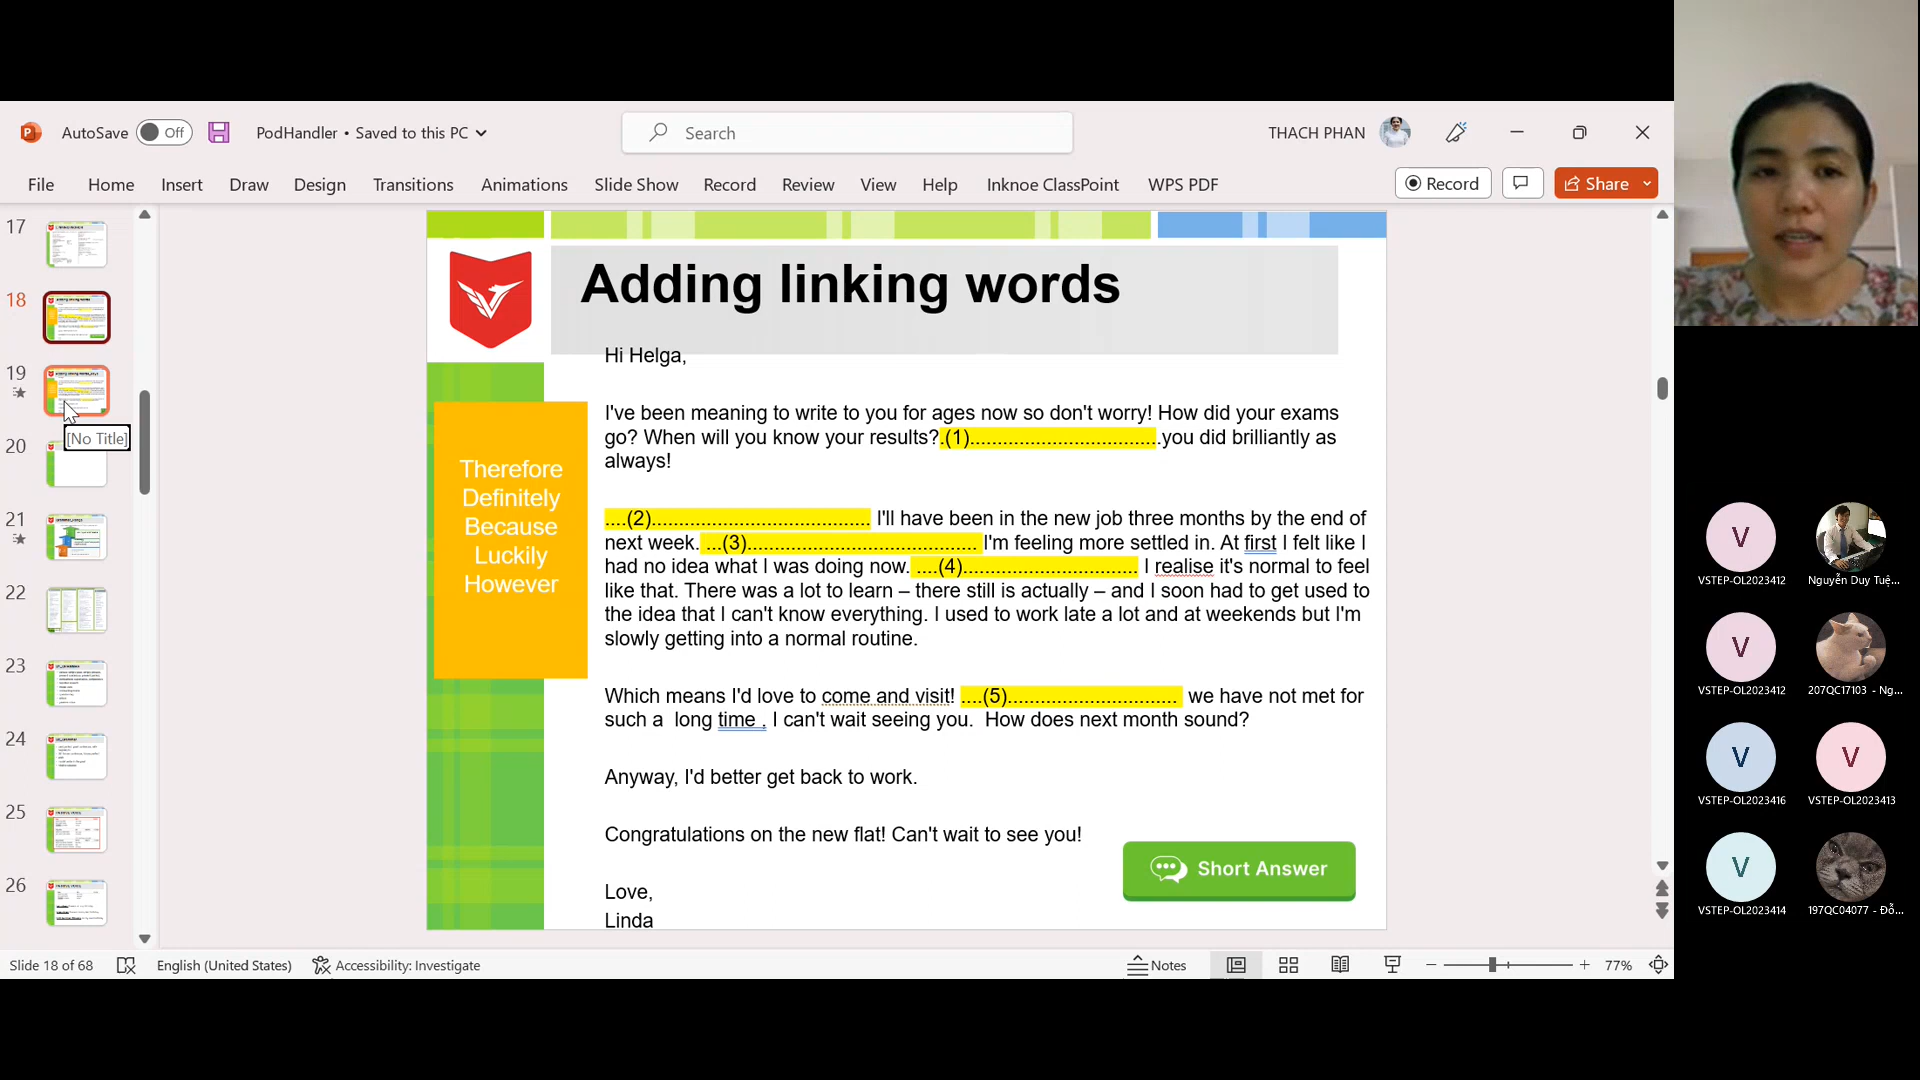 AutoSave Off PodHandler • Saved to this PC Search THACH PHAN
File Home Insert Draw Design Transitions Animations Slide Show Record Review View Help Inknoe ClassPoint WPS PDF Record Share
17
18
19
[No Title]
20
21
22
23
24
25
26
Adding linking words
Therefore
Definitely
Because
Luckily
However
Hi Helga,
I've been meaning to write to you for ages now so don't worry! How did your exams
go? When will you know your results?.(1)...................................you did brilliantly as
always!
....(2)........................................ I'll have been in the new job three months by the end of
next week. ...(3).......................................... I'm feeling more settled in. At first I felt like I
had no idea what I was doing now. ....(4)................................ I realise it's normal to feel
like that. There was a lot to learn – there still is actually – and I soon had to get used to
the idea that I can't know everything. I used to work late a lot and at weekends but I'm
slowly getting into a normal routine.
Which means I'd love to come and visit! ....(5)............................... we have not met for
such a  long time . I can't wait seeing you.  How does next month sound?
Anyway, I'd better get back to work.
Congratulations on the new flat! Can't wait to see you!
Love,
Linda
Short Answer
Slide 18 of 68 English (United States) Accessibility: Investigate Notes 77%
V
VSTEP-OL2023412 Nguyễn Duy Tuệ...
V
VSTEP-OL2023412 207QC17103 - Ng...
V V
VSTEP-OL2023416 VSTEP-OL2023413
V
VSTEP-OL2023414 197QC04077 - Đỗ...